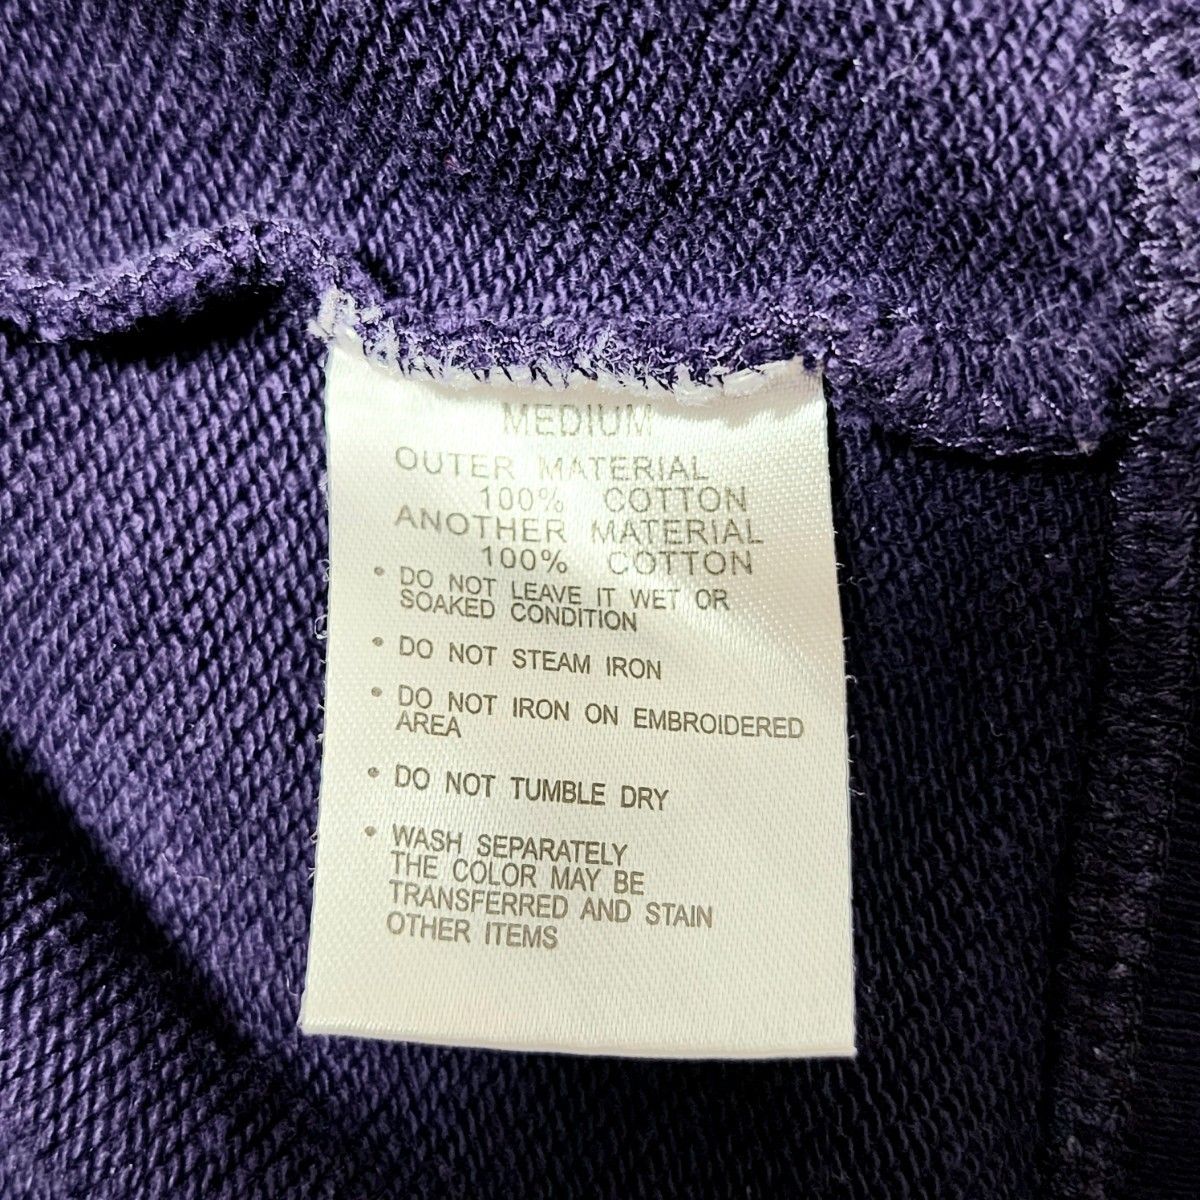 MEDIUM
OUTER MATERIAL
100% COTTON
ANOTHER MATERIAL
100% COTTON
• DO NOT LEAVE IT WET OR
SOAKED CONDITION
• DO NOT STEAM IRON
• DO NOT IRON ON EMBROIDERED
AREA
• DO NOT TUMBLE DRY
• WASH SEPARATELY
THE COLOR MAY BE
TRANSFERRED AND STAIN
OTHER ITEMS